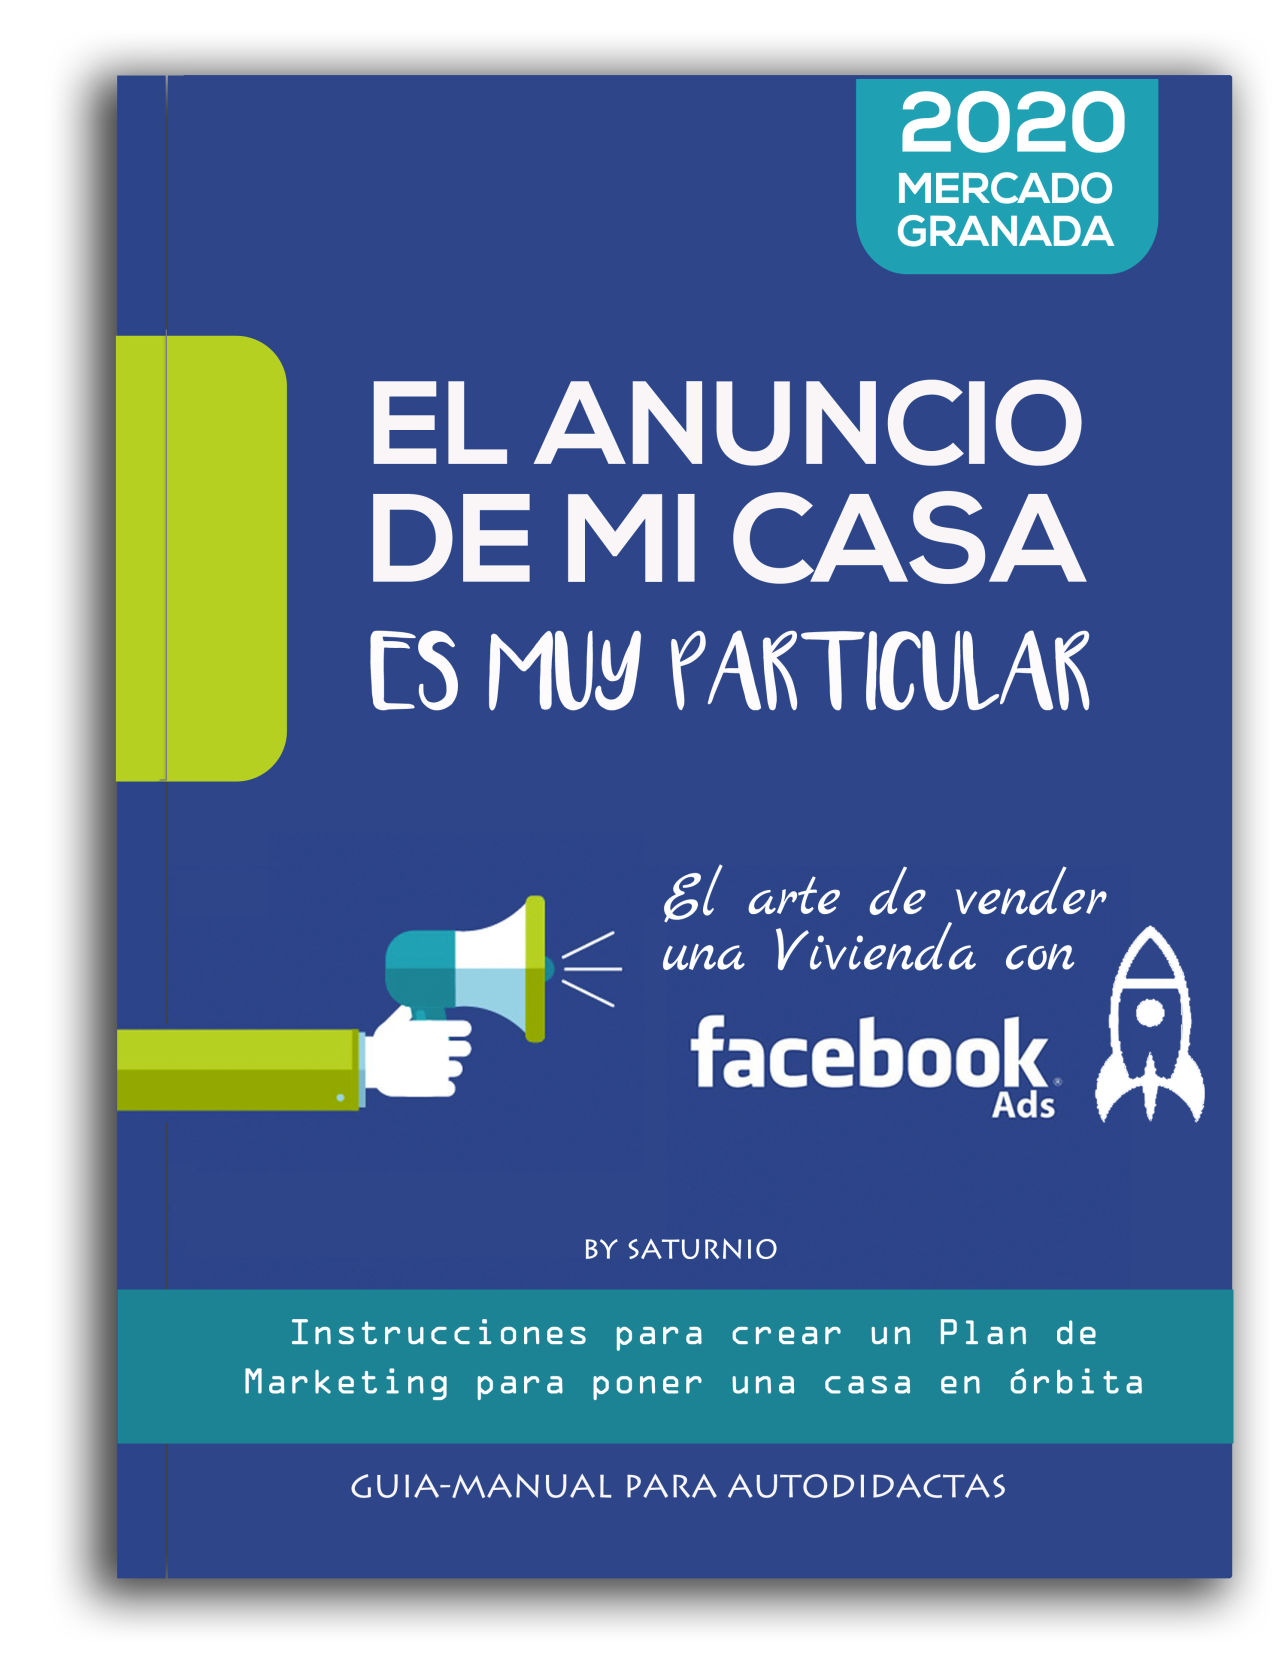 2020
MERCADO
GRANADA
EL ANUNCIO
DE MI CASA
ES MUY PARTICULAR
El arte de vender
una Vivienda con
facebook®
Ads
BY SATURNIO
Instrucciones para crear un Plan de
Marketing para poner una casa en órbita
GUIA-MANUAL PARA AUTODIDACTAS